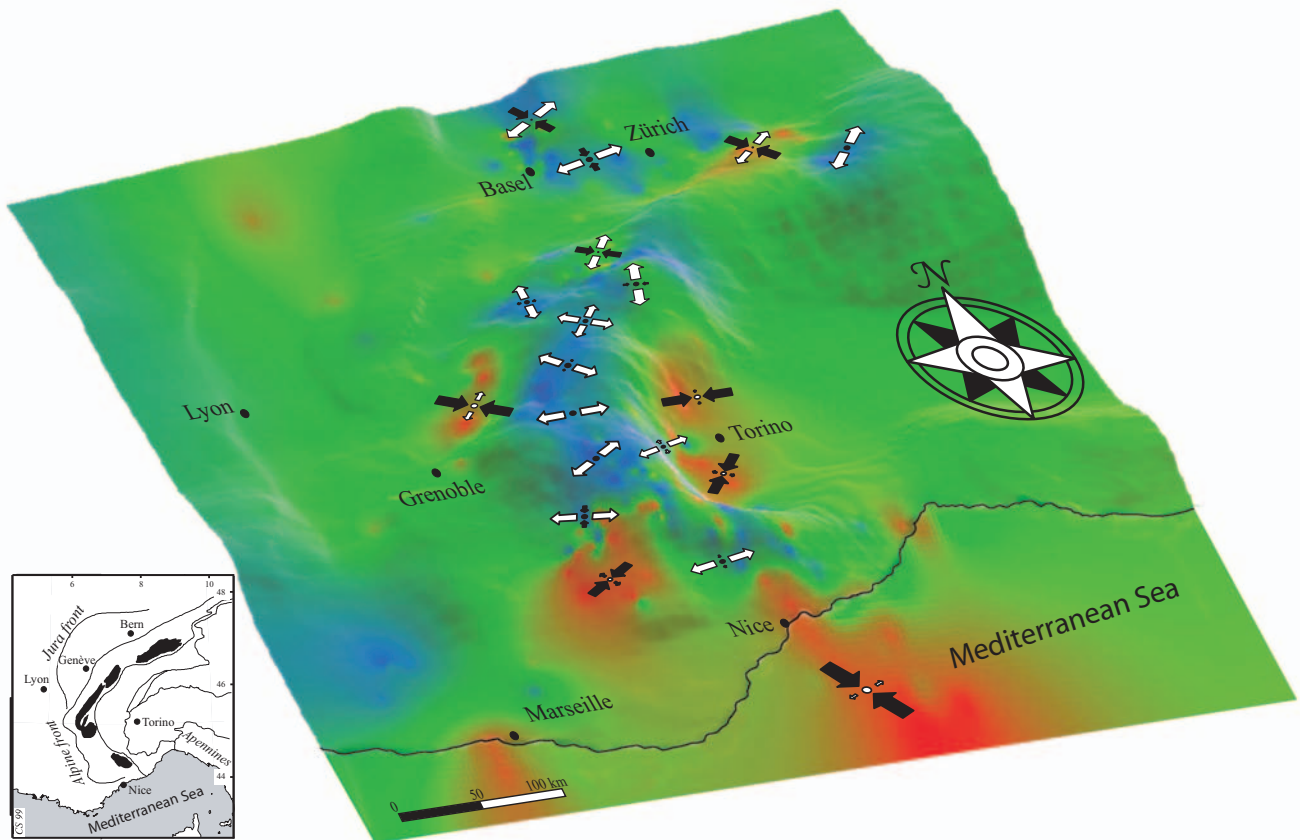 Zürich
Basel
N
Lyon
Torino
Grenoble
Nice
Mediterranean Sea
Marseille
0 50 100 km
6 8 10
48
Jura front
Bern
Genève
Lyon
46
Torino
Alpine front
Apennines
44
Nice
Mediterranean Sea
CS 99